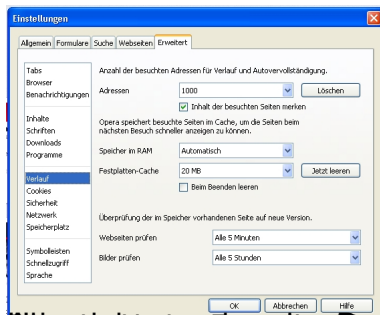 Einstellungen
Allgemein Formulare Suche Webseiten Erweitert
Tabs
Browser
Benachrichtigungen
Inhalte
Schriften
Downloads
Programme
Verlauf
Cookies
Sicherheit
Netzwerk
Speicherplatz
Symbolleisten
Schnellzugriff
Sprache
Anzahl der besuchten Adressen für Verlauf und Autovervollständigung.
Adressen 1000 Löschen
Inhalt der besuchten Seiten merken
Opera speichert besuchte Seiten im Cache, um die Seiten beim
nächsten Besuch schneller anzeigen zu können.
Speicher im RAM Automatisch
Festplatten-Cache 20 MB Jetzt leeren
Beim Beenden leeren
Überprüfung der im Speicher vorhandenen Seite auf neue Version.
Webseiten prüfen Alle 5 Minuten
Bilder prüfen Alle 5 Stunden
OK Abbrechen Hilfe